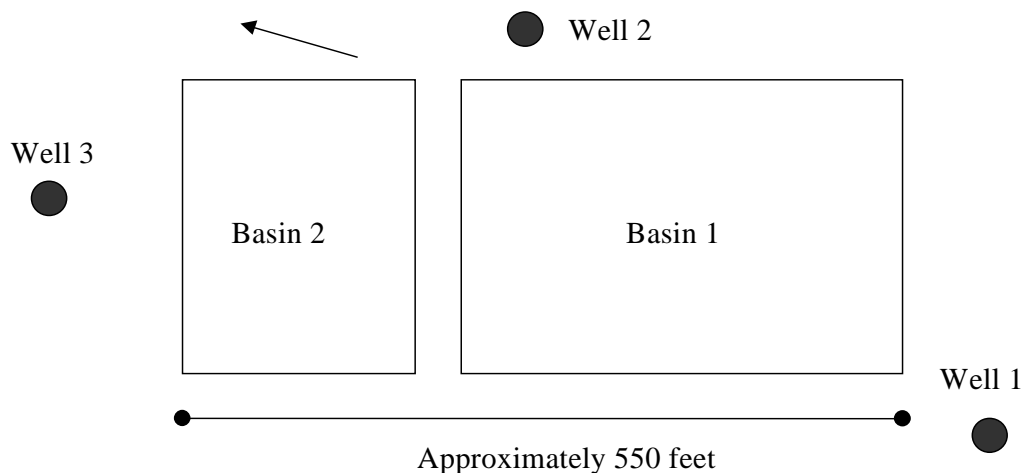 Well 2
Well 3
Basin 2
Basin 1
Well 1
Approximately 550 feet